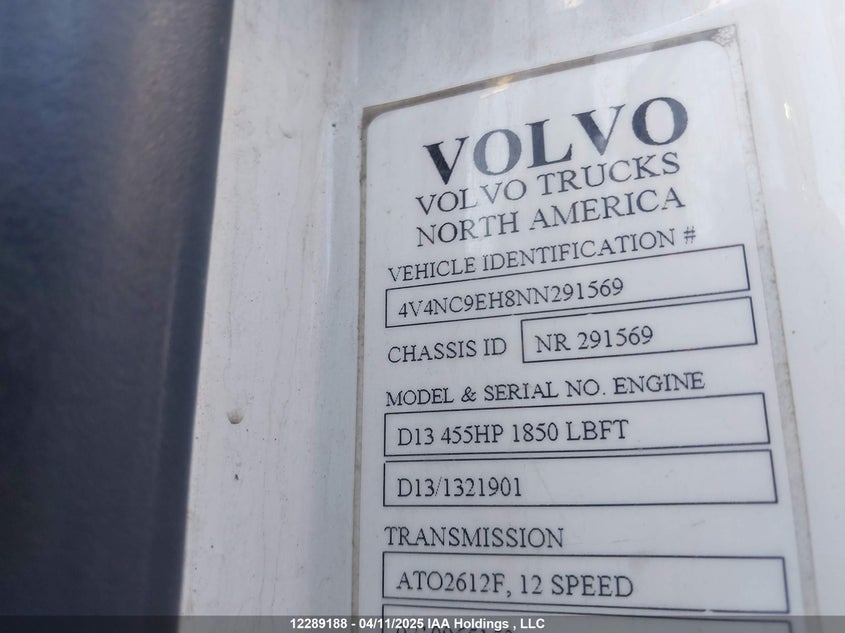 VOLVO
VOLVO TRUCKS
NORTH AMERICA
VEHICLE IDENTIFICATION #
4V4NC9EH8NN291569
CHASSIS ID NR 291569
MODEL & SERIAL NO. ENGINE
D13 455HP 1850 LBFT
D13/1321901
TRANSMISSION
ATO2612F, 12 SPEED
12289188 - 04/11/2025 IAA Holdings , LLC